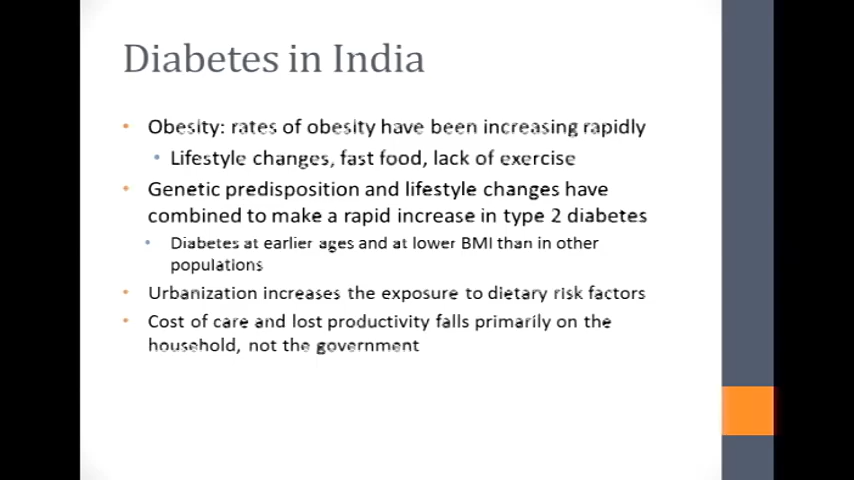 Diabetes in India
• Obesity: rates of obesity have been increasing rapidly
• Lifestyle changes, fast food, lack of exercise
• Genetic predisposition and lifestyle changes have
combined to make a rapid increase in type 2 diabetes
• Diabetes at earlier ages and at lower BMI than in other
populations
• Urbanization increases the exposure to dietary risk factors
• Cost of care and lost productivity falls primarily on the
household, not the government